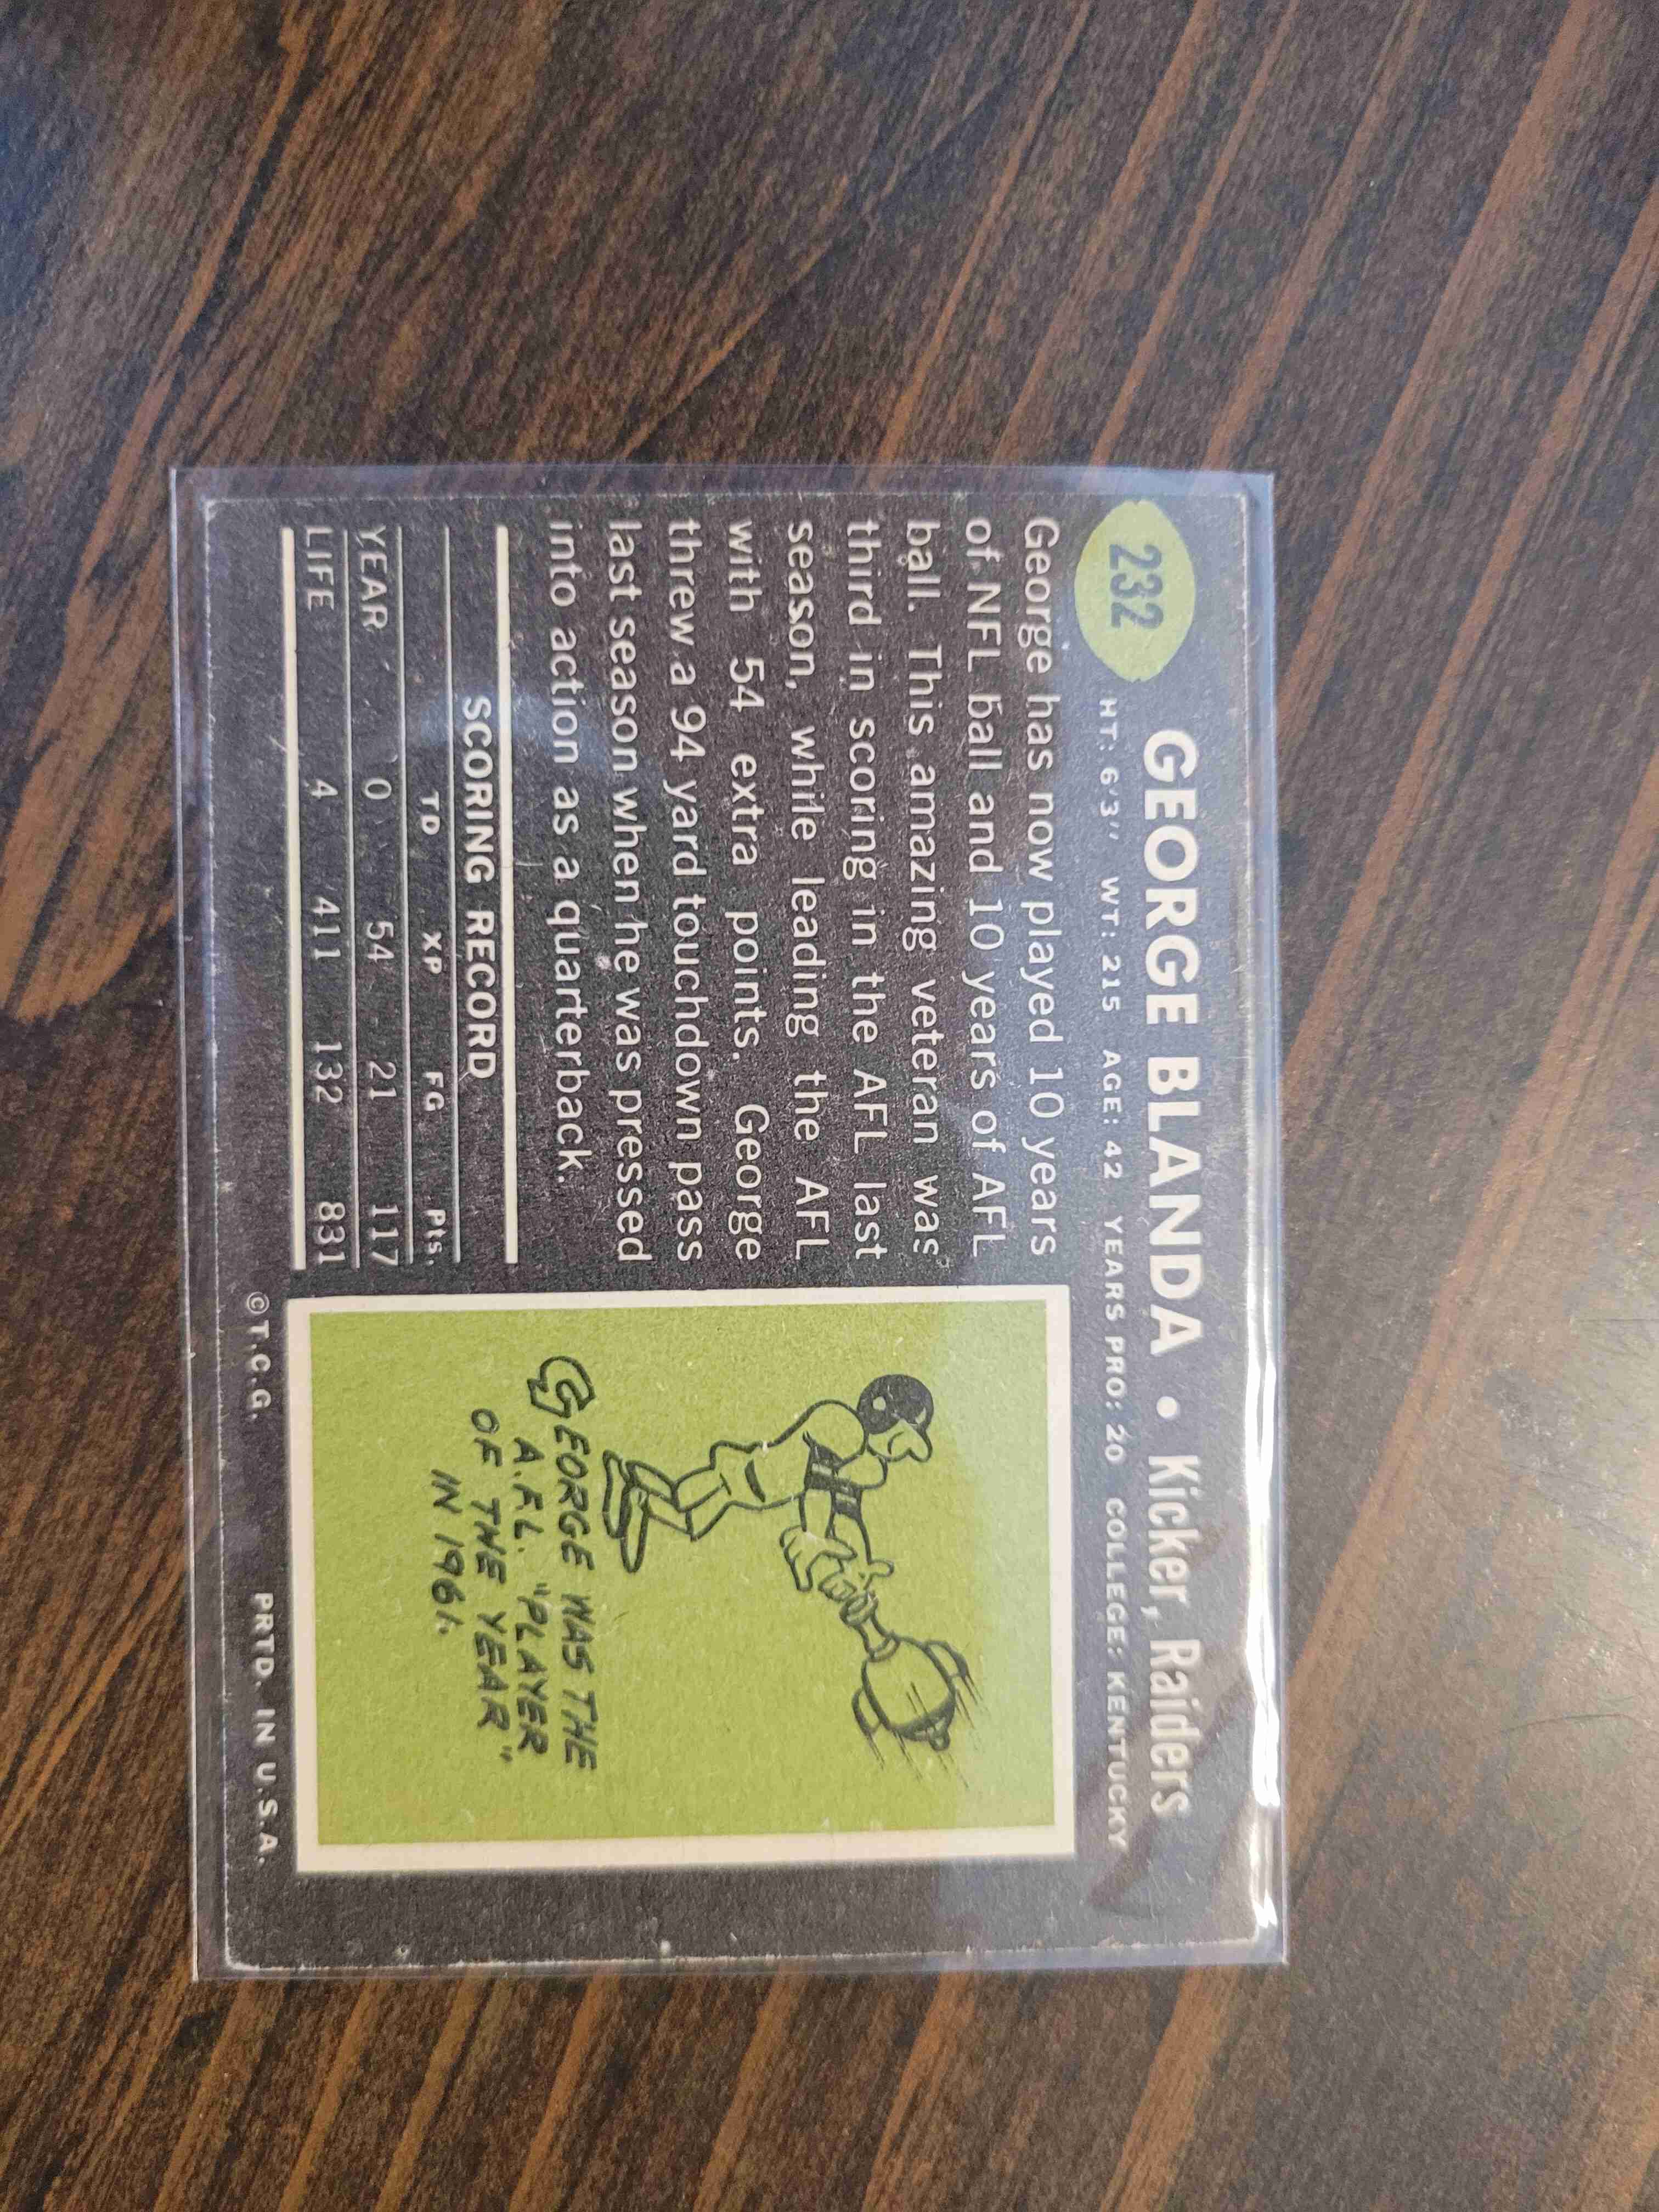 232
GEORGE BLANDA • Kicker, Raiders
HT: 6'3" WT: 215 AGE: 42 YEARS PRO: 20 COLLEGE: KENTUCKY
George has now played 10 years
of NFL ball and 10 years of AFL
ball. This amazing veteran was
third in scoring in the AFL last
season, while leading the AFL
with 54 extra points. George
threw a 94 yard touchdown pass
last season when he was pressed
into action as a quarterback.
SCORING RECORD
TD XP FG Pts.
YEAR 0 54 21 117
LIFE 4 411 132 831
GEORGE WAS THE
A.F.L. "PLAYER
OF THE YEAR"
IN 1961.
©T.C.G. PRTD. IN U.S.A.